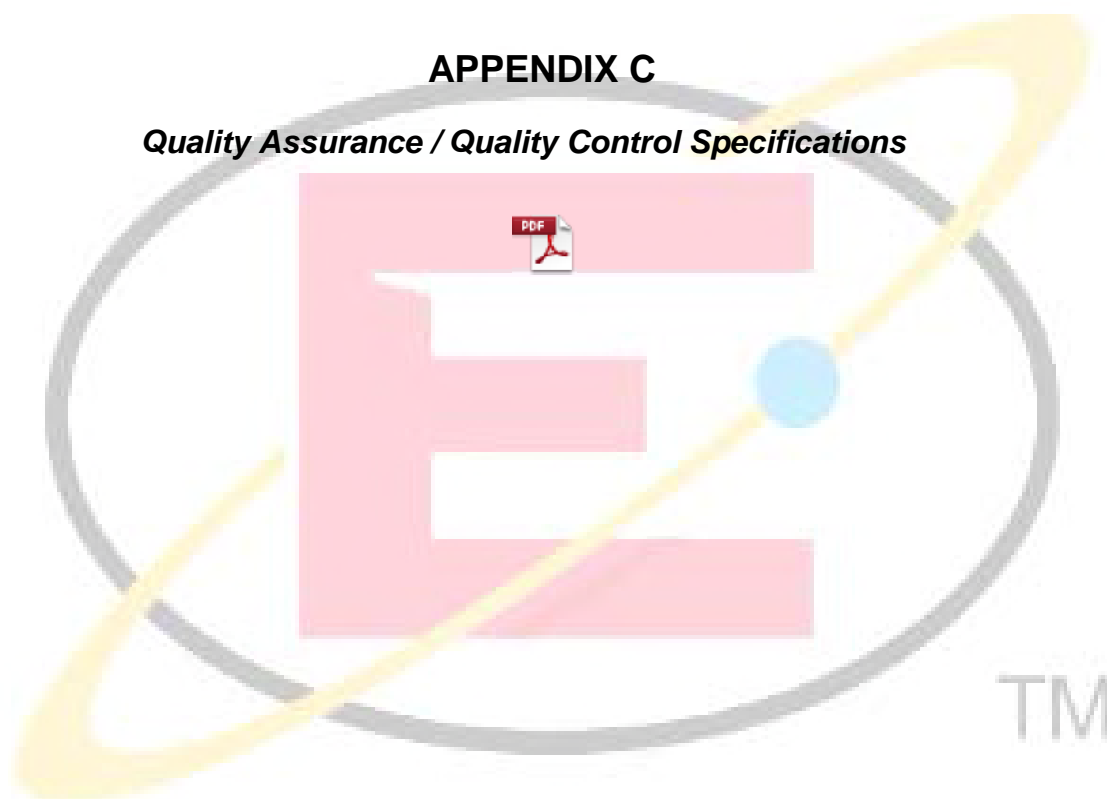 APPENDIX C
Quality Assurance / Quality Control Specifications
PDF
E
TM